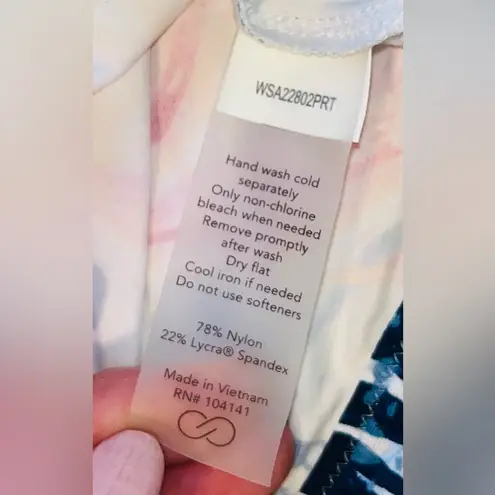 WSA22802PRT
Hand wash cold
separately
Only non-chlorine
bleach when needed
Remove promptly
after wash
Dry flat
Cool iron if needed
Do not use softeners
78% Nylon
22% Lycra® Spandex
Made in Vietnam
RN# 104141